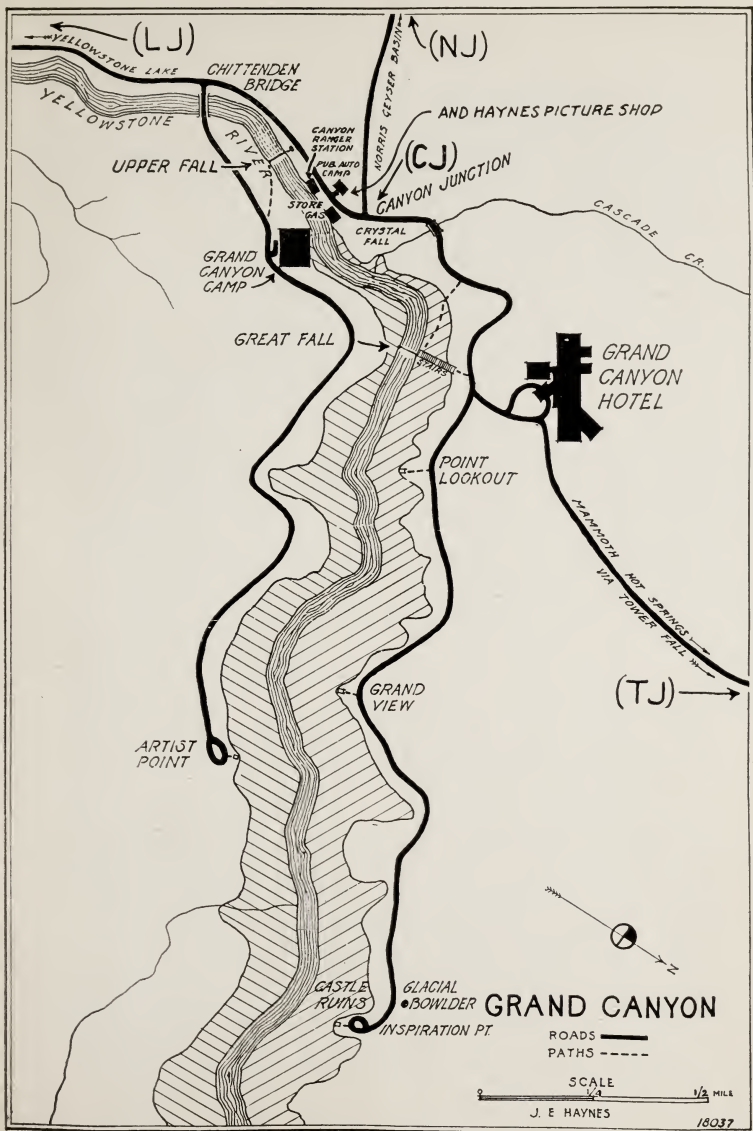 (LJ)
YELLOWSTONE LAKE
CHITTENDEN
BRIDGE
(NJ)
NORRIS GEYSER BASIN
YELLOWSTONE
RIVER
CANYON
RANGER
STATION
PUB. AUTO
CAMP
AND HAYNES PICTURE SHOP
(CJ)
CANYON JUNCTION
UPPER FALL
STORE
GAS
CRYSTAL
FALL
CASCADE
CR.
GRAND
CANYON
CAMP
GREAT FALL
STAIRS
GRAND
CANYON
HOTEL
POINT
LOOKOUT
MAMMOTH HOT SPRINGS
VIA TOWER FALL
(TJ)
GRAND
VIEW
ARTIST
POINT
N
CASTLE
RUINS
GLACIAL
BOWLDER
INSPIRATION PT.
GRAND CANYON
ROADS
PATHS
SCALE
0 1/4 1/2 MILE
J. E HAYNES
18037